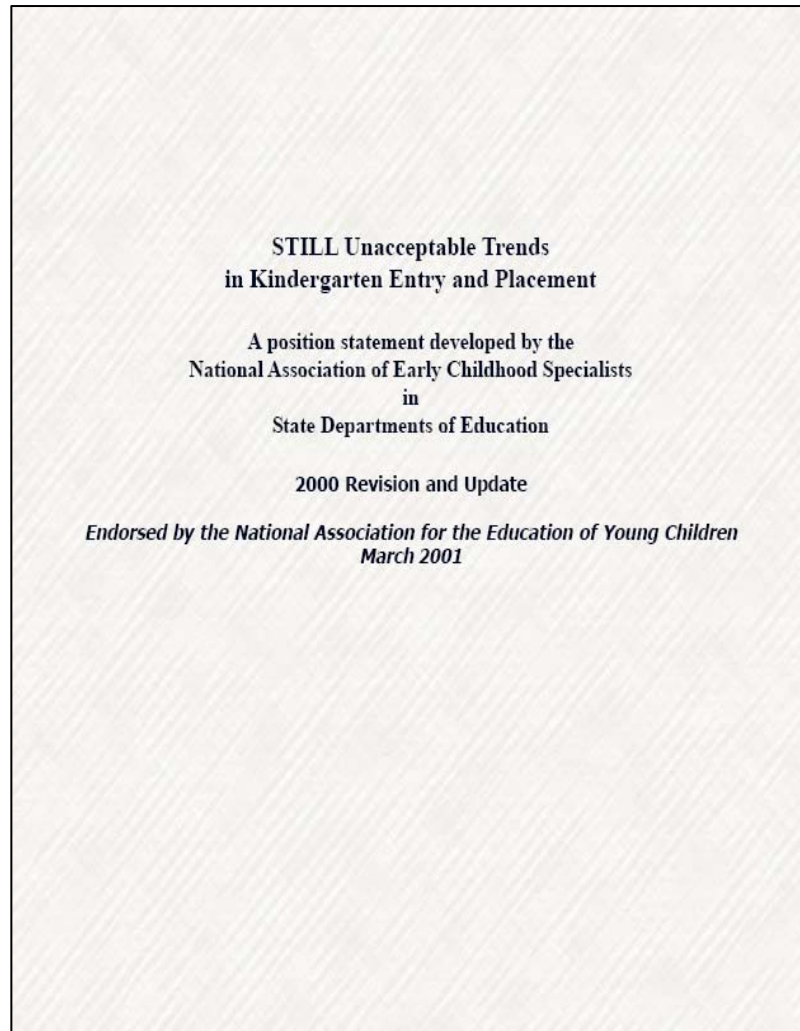 STILL Unacceptable Trends
in Kindergarten Entry and Placement
A position statement developed by the
National Association of Early Childhood Specialists
in
State Departments of Education
2000 Revision and Update
Endorsed by the National Association for the Education of Young Children
March 2001